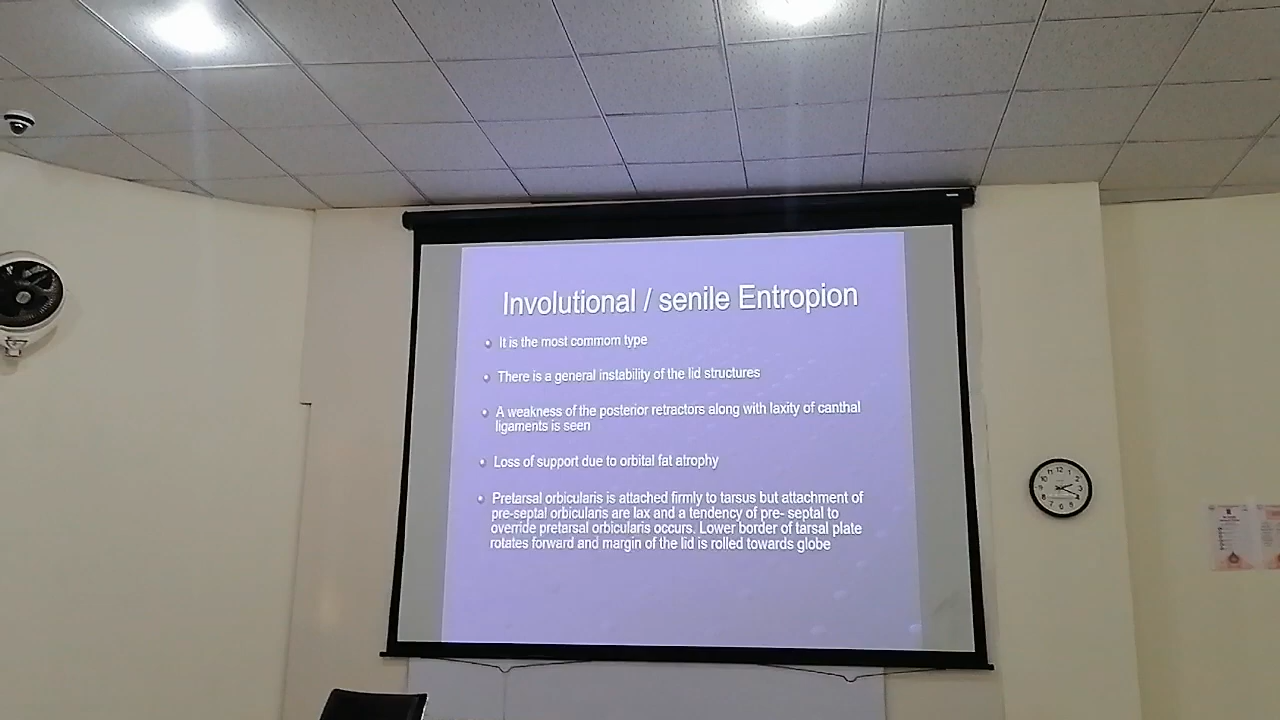 Involutional / senile Entropion
It is the most commom type
There is a general instability of the lid structures
A weakness of the posterior retractors along with laxity of canthal
ligaments is seen
Loss of support due to orbital fat atrophy
Pretarsal orbicularis is attached firmly to tarsus but attachment of
pre-septal orbicularis are lax and a tendency of pre- septal to
override pretarsal orbicularis occurs. Lower border of tarsal plate
rotates forward and margin of the lid is rolled towards globe